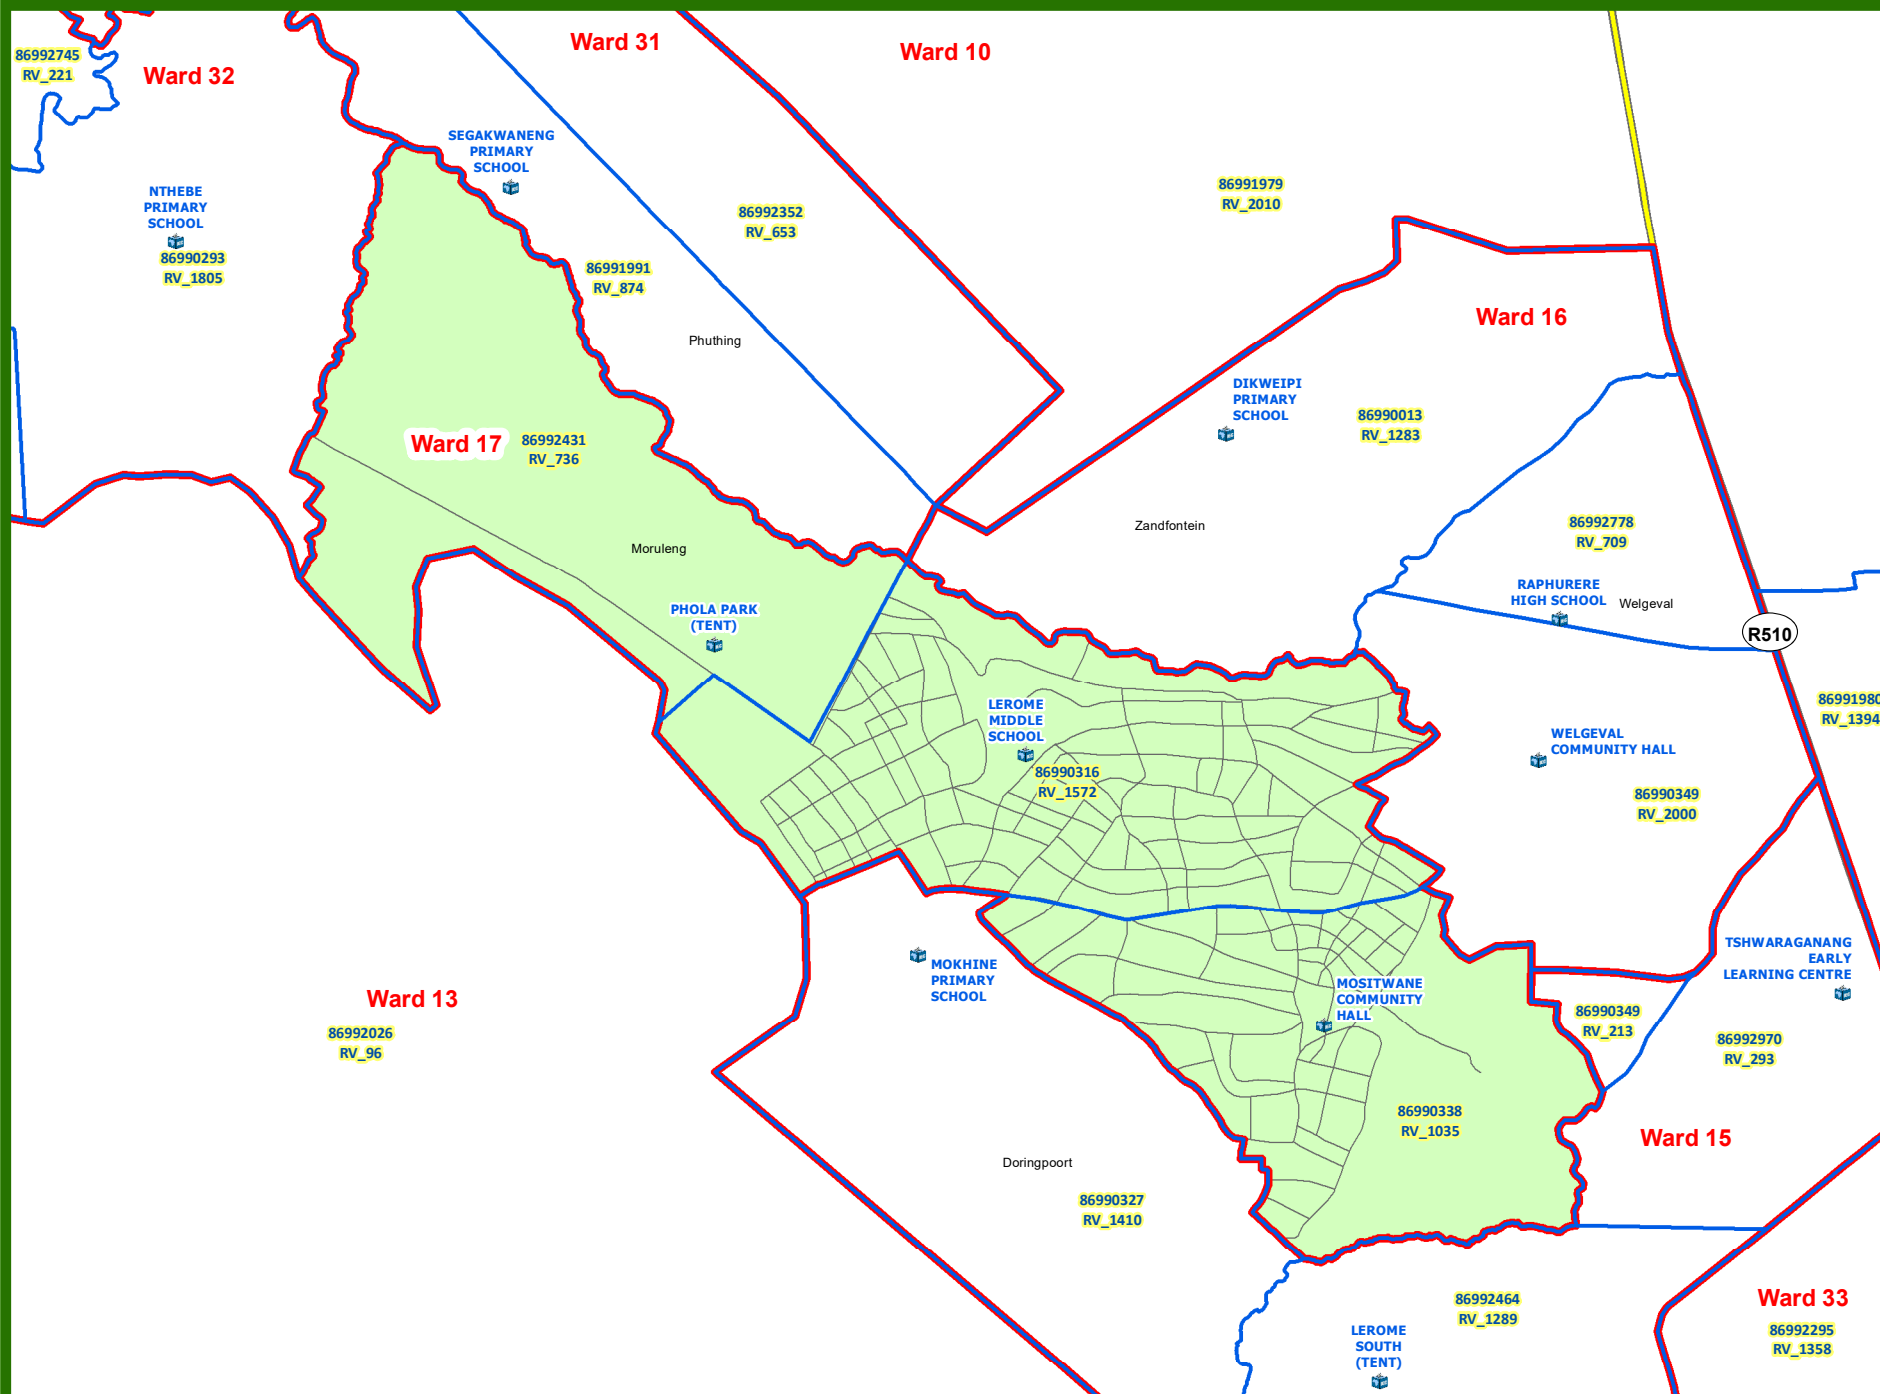 Ward 31
Ward 10
86992745
RV_221
Ward 32
SEGAKWANENG
PRIMARY
SCHOOL
NTHEBE
PRIMARY
SCHOOL
86990293
RV_1805
86992352
RV_653
86991979
RV_2010
86991991
RV_874
Phuthing
Ward 16
DIKWEIPI
PRIMARY
SCHOOL
86990013
RV_1283
Ward 17
86992431
RV_736
Zandfontein
86992778
RV_709
Moruleng
RAPHURERE
HIGH SCHOOL
Welgeval
PHOLA PARK
(TENT)
R510
LEROME
MIDDLE
SCHOOL
86990316
RV_1572
86991980
RV_1394
WELGEVAL
COMMUNITY HALL
86990349
RV_2000
MOKHINE
PRIMARY
SCHOOL
TSHWARAGANANG
EARLY
LEARNING CENTRE
MOSITWANE
COMMUNITY
HALL
Ward 13
86992026
RV_96
86990349
RV_213
86992970
RV_293
86990338
RV_1035
Ward 15
Doringpoort
86990327
RV_1410
86992464
RV_1289
Ward 33
86992295
RV_1358
LEROME
SOUTH
(TENT)